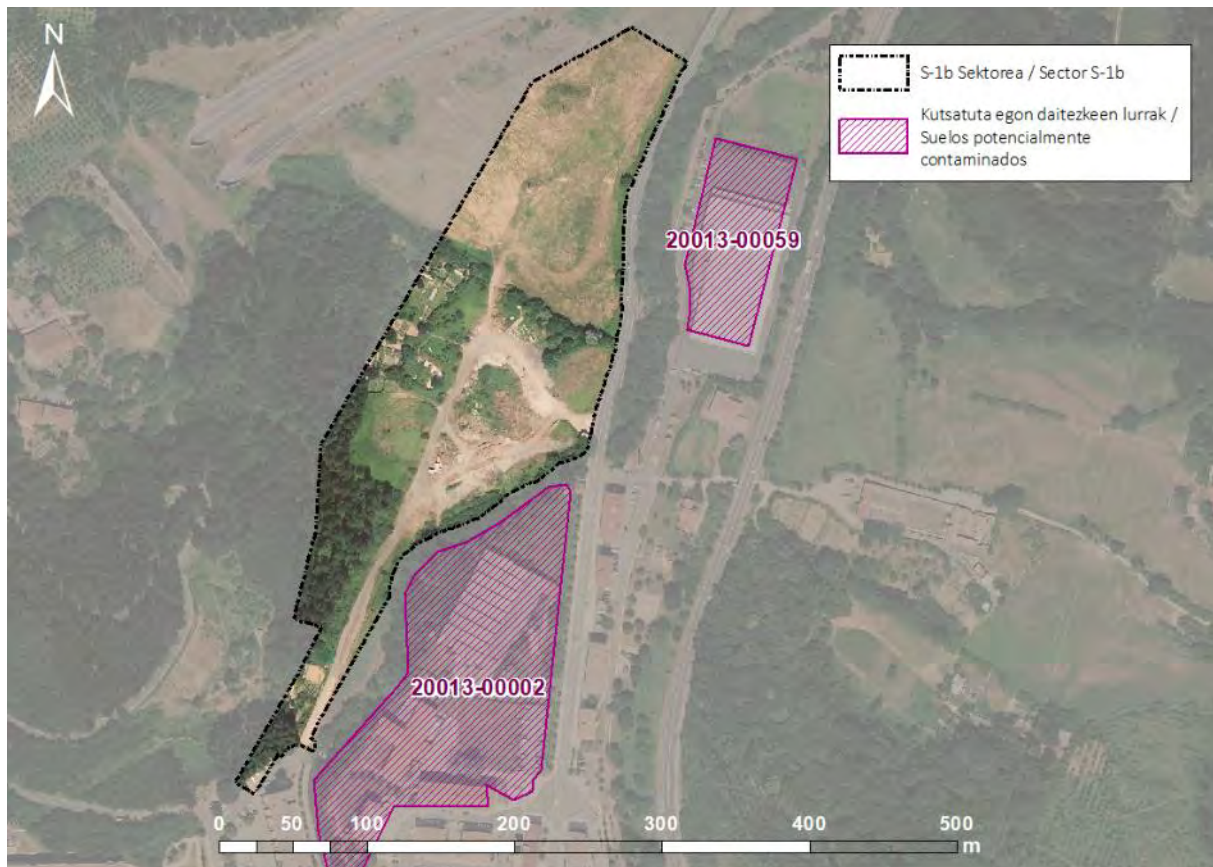 N
S-1b Sektorea / Sector S-1b
Kutsatuta egon daitezkeen lurrak /
Suelos potencialmente
contaminados
20013-00059
20013-00002
0 50 100 200 300 400 500
m